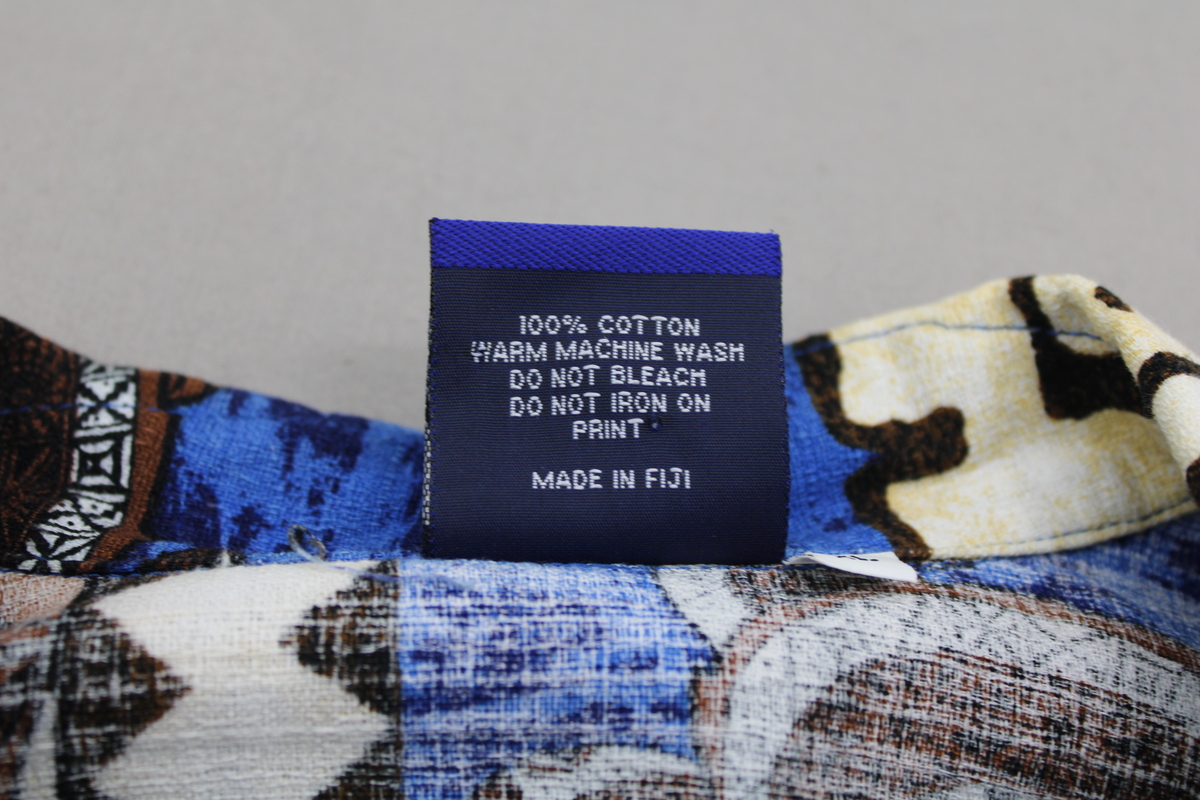 100% COTTON
WARM MACHINE WASH
DO NOT BLEACH
DO NOT IRON ON
PRINT
MADE IN FIJI